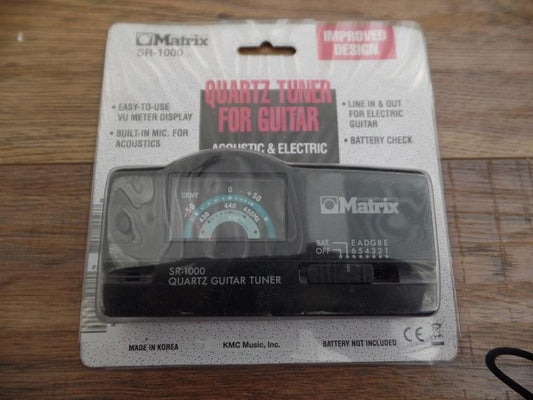 Matrix
SR-1000
IMPROVED
DESIGN
QUARTZ TUNER
FOR GUITAR
ACOUSTIC & ELECTRIC
• EASY-TO-USE
VU METER DISPLAY
• BUILT-IN MIC. FOR
ACOUSTICS
• LINE IN & OUT
FOR ELECTRIC
GUITAR
• BATTERY CHECK
CENT
-50 0 +50
430 440 450Hz
Matrix
BAT. E A D G B E
OFF 6 5 4 3 2 1
SR-1000
QUARTZ GUITAR TUNER
MADE IN KOREA
KMC Music, Inc.
BATTERY NOT INCLUDED
CE